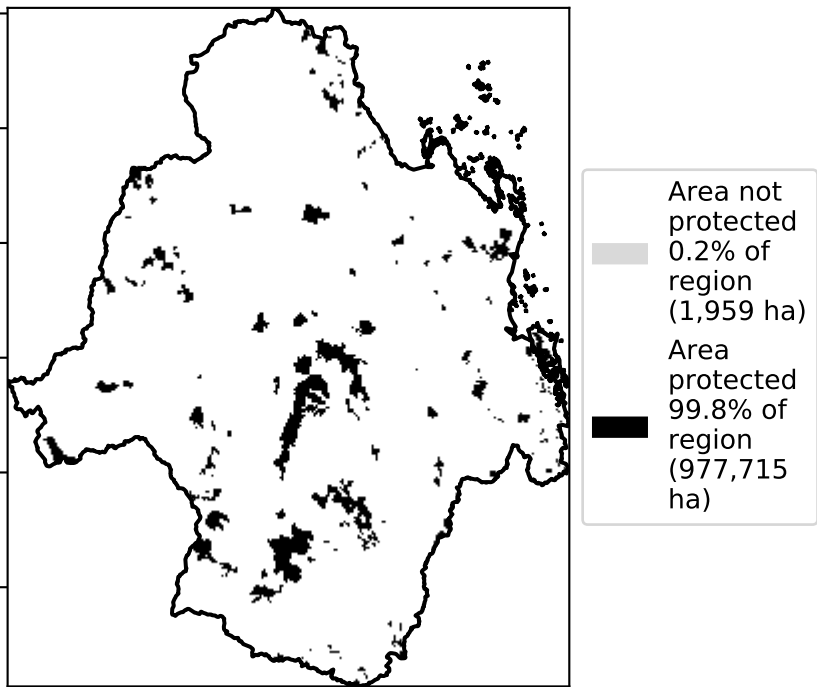 Area not
protected
0.2% of
region
(1,959 ha)
Area
protected
99.8% of
region
(977,715
ha)